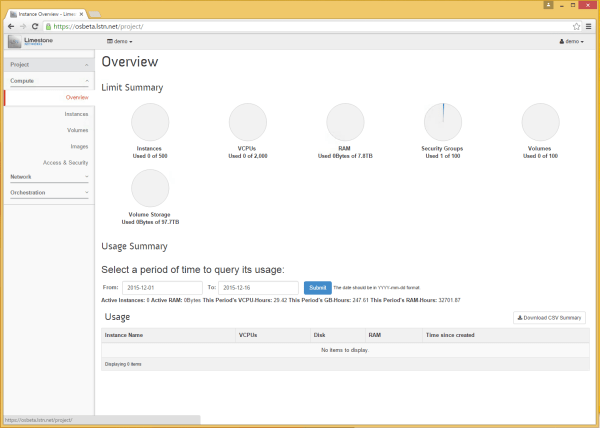 Instance Overview - Limes
https://osbeta.lstn.net/project/
Limestone
demo
demo
Project
Compute
Overview
Instances
Volumes
Images
Access & Security
Network
Orchestration
Overview
Limit Summary
Instances
Used 0 of 500
VCPUs
Used 0 of 2,000
RAM
Used 0Bytes of 7.8TB
Security Groups
Used 1 of 100
Volumes
Used 0 of 100
Volume Storage
Used 0Bytes of 97.7TB
Usage Summary
Select a period of time to query its usage:
From: 2015-12-01 To: 2015-12-16 Submit The date should be in YYYY-mm-dd format.
Active Instances: 0 Active RAM: 0Bytes This Period's VCPU-Hours: 29.42 This Period's GB-Hours: 247.61 This Period's RAM-Hours: 32701.87
Usage
Download CSV Summary
Instance Name VCPUs Disk RAM Time since created
No items to display.
Displaying 0 items
https://osbeta.lstn.net/project/